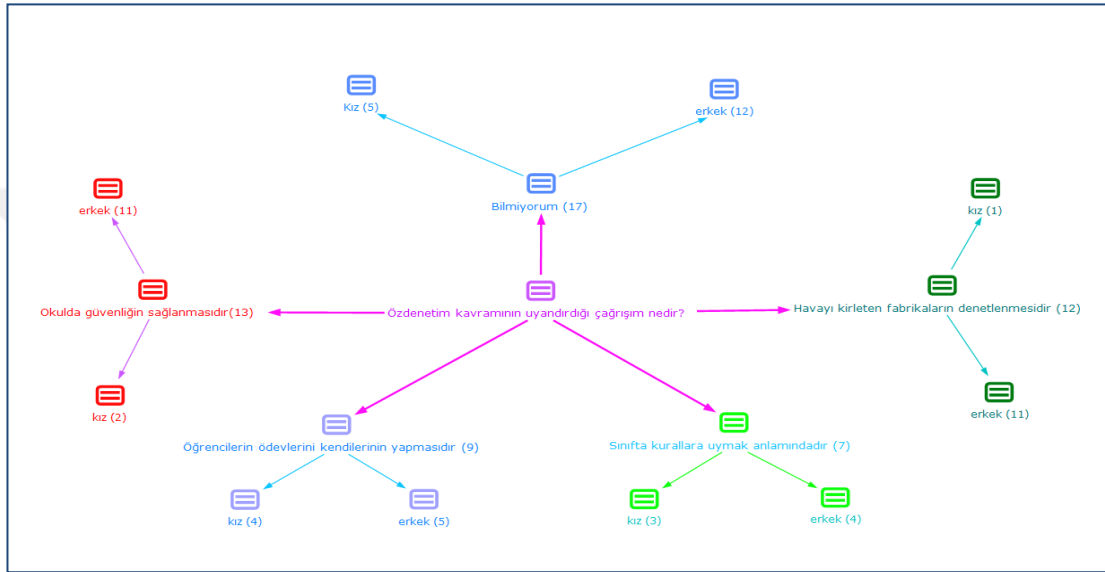 Kız (5)
erkek (12)
Bilmiyorum (17)
erkek (11)
kız (1)
Okulda güvenliğin sağlanmasıdır(13)
Özdenetim kavramının uyandırdığı çağrışım nedir?
Havayı kirleten fabrikaların denetlenmesidir (12)
kız (2)
erkek (11)
Öğrencilerin ödevlerini kendilerinin yapmasıdır (9)
Sınıfta kurallara uymak anlamındadır (7)
kız (4)
erkek (5)
kız (3)
erkek (4)